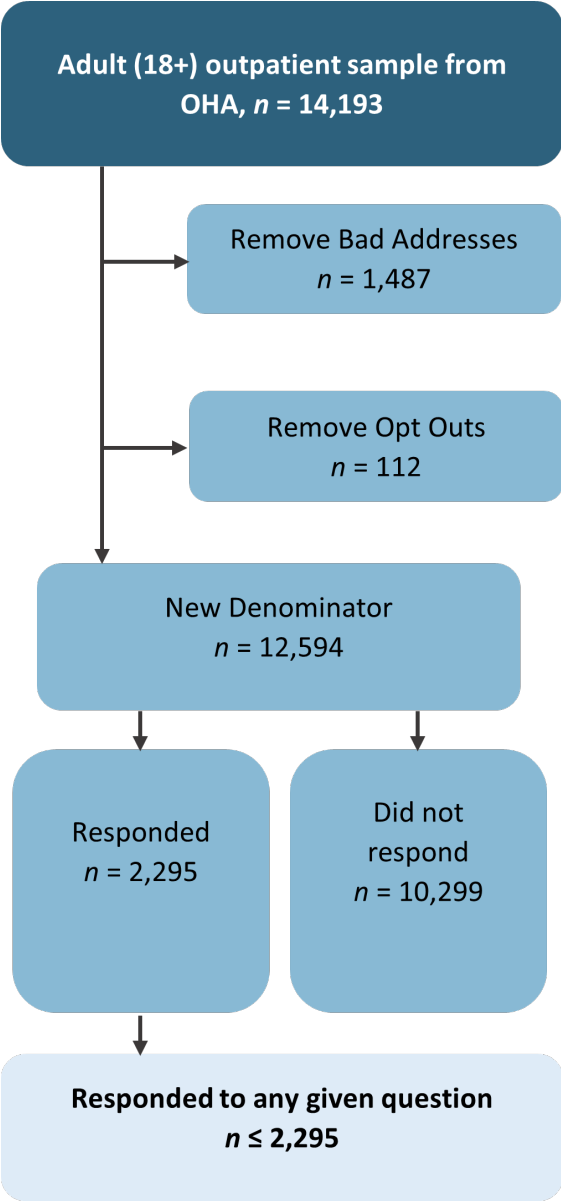 Adult (18+) outpatient sample from
OHA, n = 14,193
Remove Bad Addresses
n = 1,487
Remove Opt Outs
n = 112
New Denominator
n = 12,594
Responded
n = 2,295
Did not
respond
n = 10,299
Responded to any given question
n ≤ 2,295